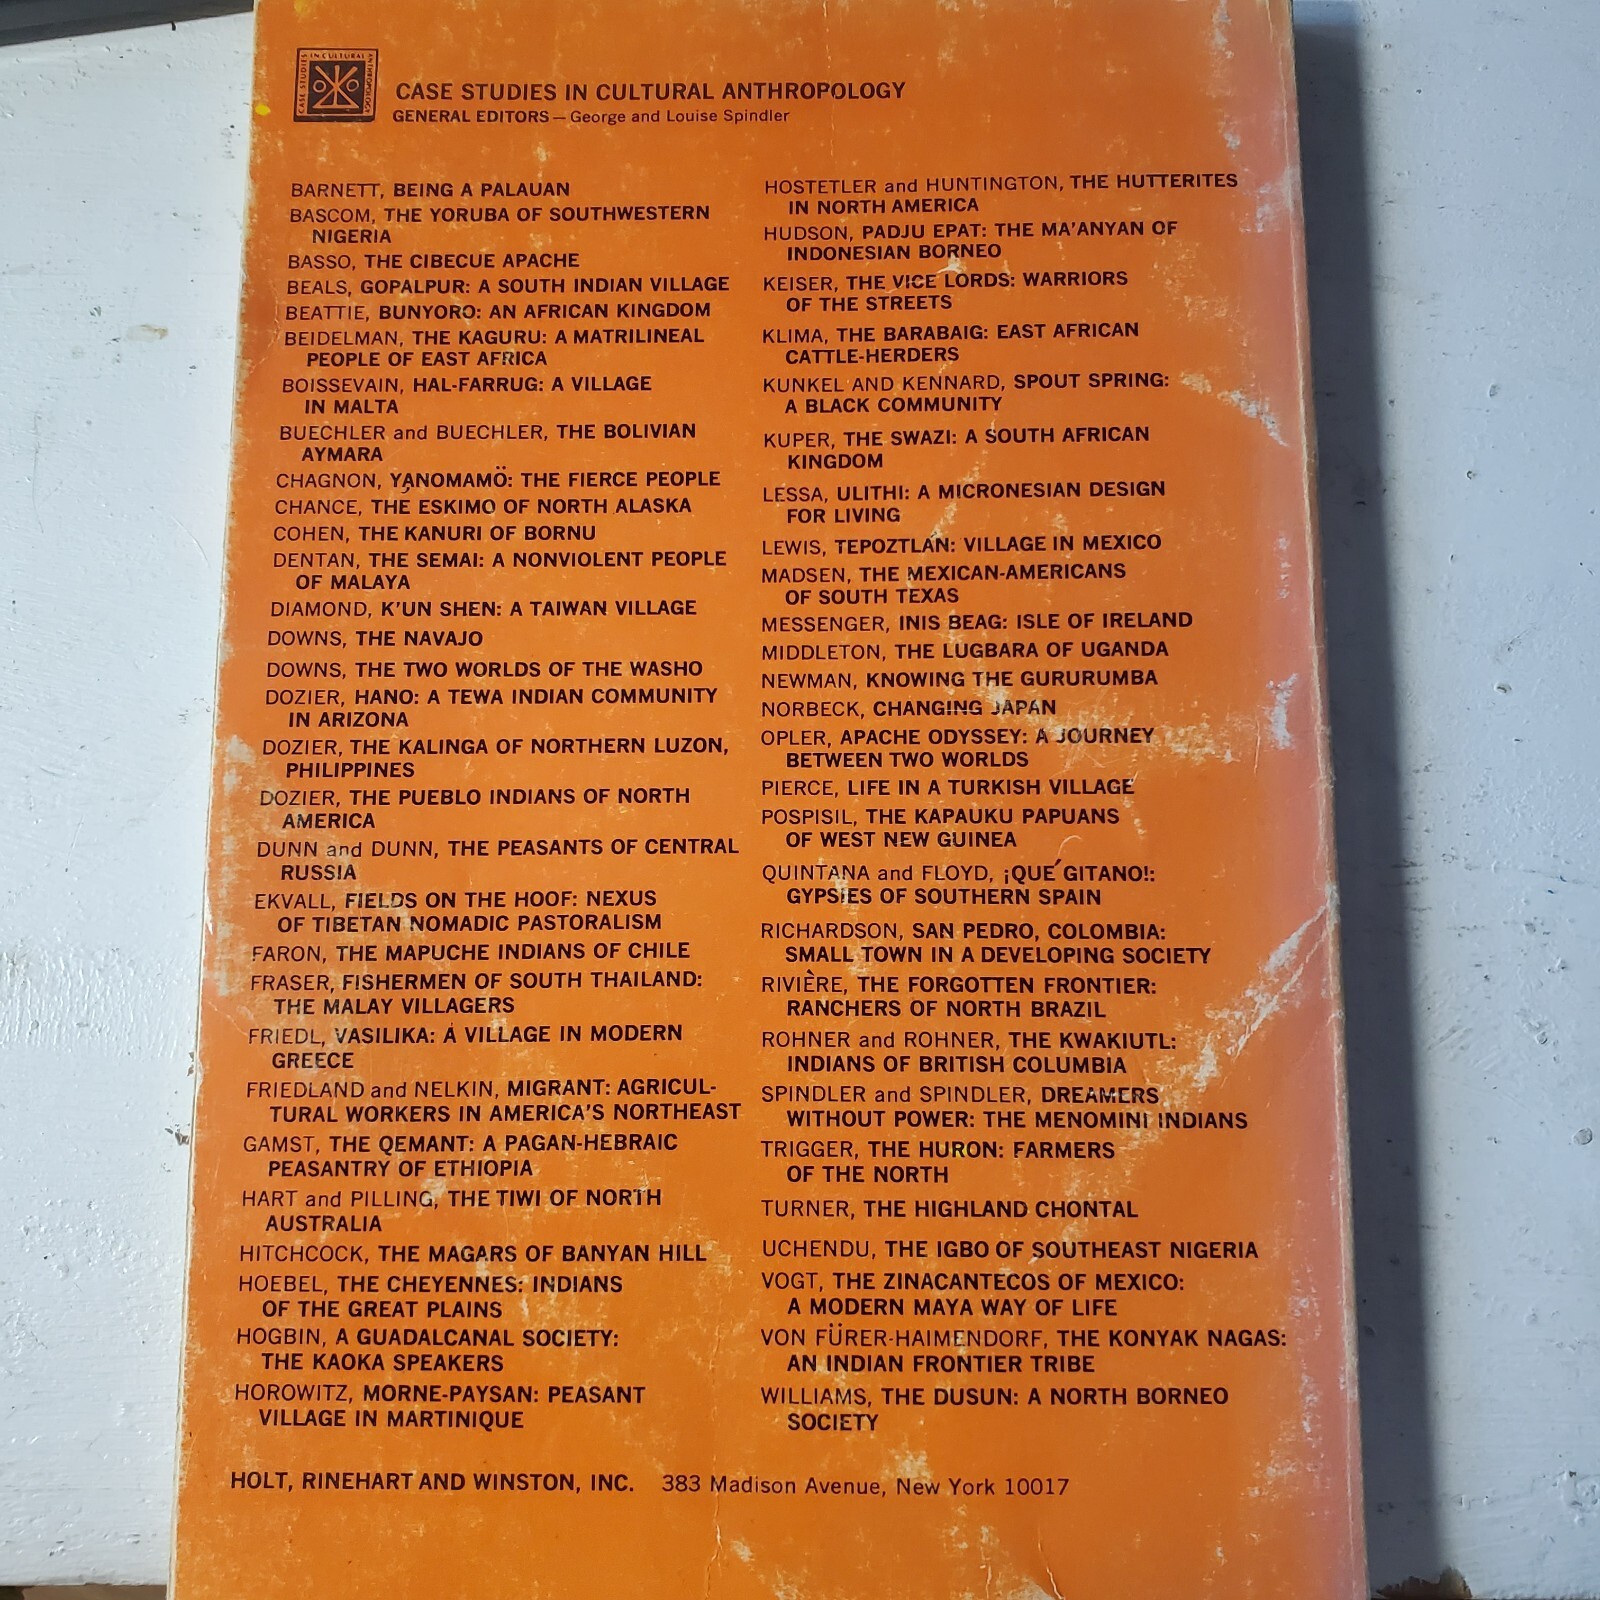 CASE STUDIES IN CULTURAL ANTHROPOLOGY
CASE STUDIES IN CULTURAL ANTHROPOLOGY
GENERAL EDITORS — George and Louise Spindler
BARNETT, BEING A PALAUAN
BASCOM, THE YORUBA OF SOUTHWESTERN
NIGERIA
BASSO, THE CIBECUE APACHE
BEALS, GOPALPUR: A SOUTH INDIAN VILLAGE
BEATTIE, BUNYORO: AN AFRICAN KINGDOM
BEIDELMAN, THE KAGURU: A MATRILINEAL
PEOPLE OF EAST AFRICA
BOISSEVAIN, HAL-FARRUG: A VILLAGE
IN MALTA
BUECHLER and BUECHLER, THE BOLIVIAN
AYMARA
CHAGNON, YANOMAMÖ: THE FIERCE PEOPLE
CHANCE, THE ESKIMO OF NORTH ALASKA
COHEN, THE KANURI OF BORNU
DENTAN, THE SEMAI: A NONVIOLENT PEOPLE
OF MALAYA
DIAMOND, K'UN SHEN: A TAIWAN VILLAGE
DOWNS, THE NAVAJO
DOWNS, THE TWO WORLDS OF THE WASHO
DOZIER, HANO: A TEWA INDIAN COMMUNITY
IN ARIZONA
DOZIER, THE KALINGA OF NORTHERN LUZON,
PHILIPPINES
DOZIER, THE PUEBLO INDIANS OF NORTH
AMERICA
DUNN and DUNN, THE PEASANTS OF CENTRAL
RUSSIA
EKVALL, FIELDS ON THE HOOF: NEXUS
OF TIBETAN NOMADIC PASTORALISM
FARON, THE MAPUCHE INDIANS OF CHILE
FRASER, FISHERMEN OF SOUTH THAILAND:
THE MALAY VILLAGERS
FRIEDL, VASILIKA: A VILLAGE IN MODERN
GREECE
FRIEDLAND and NELKIN, MIGRANT: AGRICUL-
TURAL WORKERS IN AMERICA'S NORTHEAST
GAMST, THE QEMANT: A PAGAN-HEBRAIC
PEASANTRY OF ETHIOPIA
HART and PILLING, THE TIWI OF NORTH
AUSTRALIA
HITCHCOCK, THE MAGARS OF BANYAN HILL
HOEBEL, THE CHEYENNES: INDIANS
OF THE GREAT PLAINS
HOGBIN, A GUADALCANAL SOCIETY:
THE KAOKA SPEAKERS
HOROWITZ, MORNE-PAYSAN: PEASANT
VILLAGE IN MARTINIQUE
HOSTETLER and HUNTINGTON, THE HUTTERITES
IN NORTH AMERICA
HUDSON, PADJU EPAT: THE MA'ANYAN OF
INDONESIAN BORNEO
KEISER, THE VICE LORDS: WARRIORS
OF THE STREETS
KLIMA, THE BARABAIG: EAST AFRICAN
CATTLE-HERDERS
KUNKEL AND KENNARD, SPOUT SPRING:
A BLACK COMMUNITY
KUPER, THE SWAZI: A SOUTH AFRICAN
KINGDOM
LESSA, ULITHI: A MICRONESIAN DESIGN
FOR LIVING
LEWIS, TEPOZTLÁN: VILLAGE IN MEXICO
MADSEN, THE MEXICAN-AMERICANS
OF SOUTH TEXAS
MESSENGER, INIS BEAG: ISLE OF IRELAND
MIDDLETON, THE LUGBARA OF UGANDA
NEWMAN, KNOWING THE GURURUMBA
NORBECK, CHANGING JAPAN
OPLER, APACHE ODYSSEY: A JOURNEY
BETWEEN TWO WORLDS
PIERCE, LIFE IN A TURKISH VILLAGE
POSPISIL, THE KAPAUKU PAPUANS
OF WEST NEW GUINEA
QUINTANA and FLOYD, ¡QUÉ GITANO!:
GYPSIES OF SOUTHERN SPAIN
RICHARDSON, SAN PEDRO, COLOMBIA:
SMALL TOWN IN A DEVELOPING SOCIETY
RIVIÈRE, THE FORGOTTEN FRONTIER:
RANCHERS OF NORTH BRAZIL
ROHNER and ROHNER, THE KWAKIUTL:
INDIANS OF BRITISH COLUMBIA
SPINDLER and SPINDLER, DREAMERS
WITHOUT POWER: THE MENOMINI INDIANS
TRIGGER, THE HURON: FARMERS
OF THE NORTH
TURNER, THE HIGHLAND CHONTAL
UCHENDU, THE IGBO OF SOUTHEAST NIGERIA
VOGT, THE ZINACANTECOS OF MEXICO:
A MODERN MAYA WAY OF LIFE
VON FÜRER-HAIMENDORF, THE KONYAK NAGAS:
AN INDIAN FRONTIER TRIBE
WILLIAMS, THE DUSUN: A NORTH BORNEO
SOCIETY
HOLT, RINEHART AND WINSTON, INC. 383 Madison Avenue, New York 10017